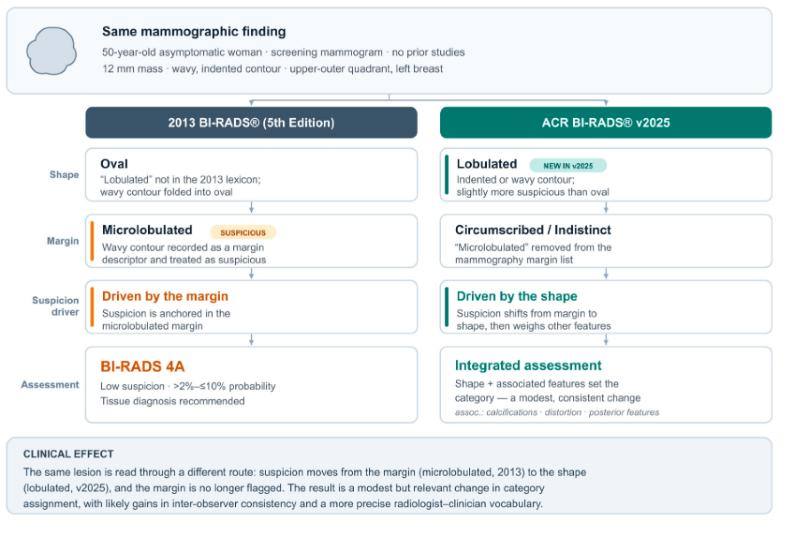 Same mammographic finding
50-year-old asymptomatic woman · screening mammogram · no prior studies
12 mm mass · wavy, indented contour · upper-outer quadrant, left breast
2013 BI-RADS® (5th Edition)
ACR BI-RADS® v2025
Shape
Oval
"Lobulated" not in the 2013 lexicon;
wavy contour folded into oval
Lobulated NEW IN v2025
Indented or wavy contour;
slightly more suspicious than oval
Margin
Microlobulated SUSPICIOUS
Wavy contour recorded as a margin
descriptor and treated as suspicious
Circumscribed / Indistinct
"Microlobulated" removed from the
mammography margin list
Suspicion
driver
Driven by the margin
Suspicion is anchored in the
microlobulated margin
Driven by the shape
Suspicion shifts from margin to
shape, then weighs other features
Assessment
BI-RADS 4A
Low suspicion · >2%–≤10% probability
Tissue diagnosis recommended
Integrated assessment
Shape + associated features set the
category — a modest, consistent change
assoc.: calcifications · distortion · posterior features
CLINICAL EFFECT
The same lesion is read through a different route: suspicion moves from the margin (microlobulated, 2013) to the shape
(lobulated, v2025), and the margin is no longer flagged. The result is a modest but relevant change in category
assignment, with likely gains in inter-observer consistency and a more precise radiologist–clinician vocabulary.